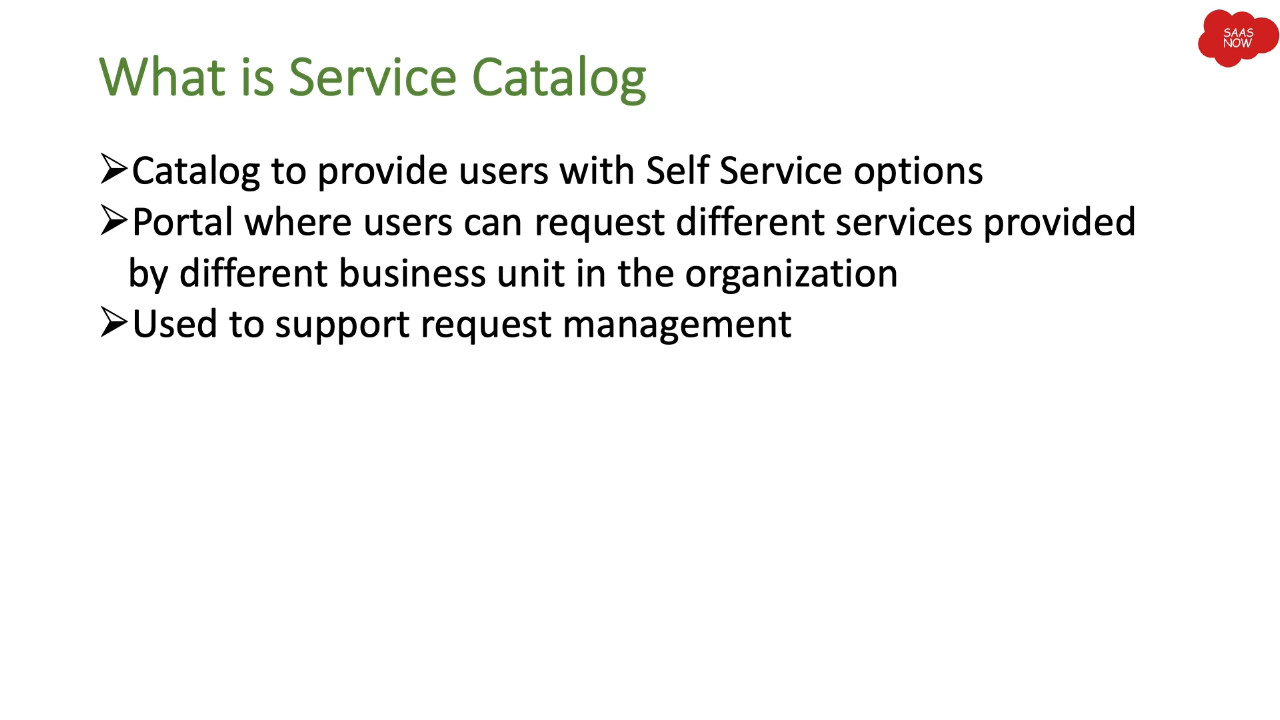 SAAS
NOW
What is Service Catalog
➢Catalog to provide users with Self Service options
➢Portal where users can request different services provided
by different business unit in the organization
➢Used to support request management